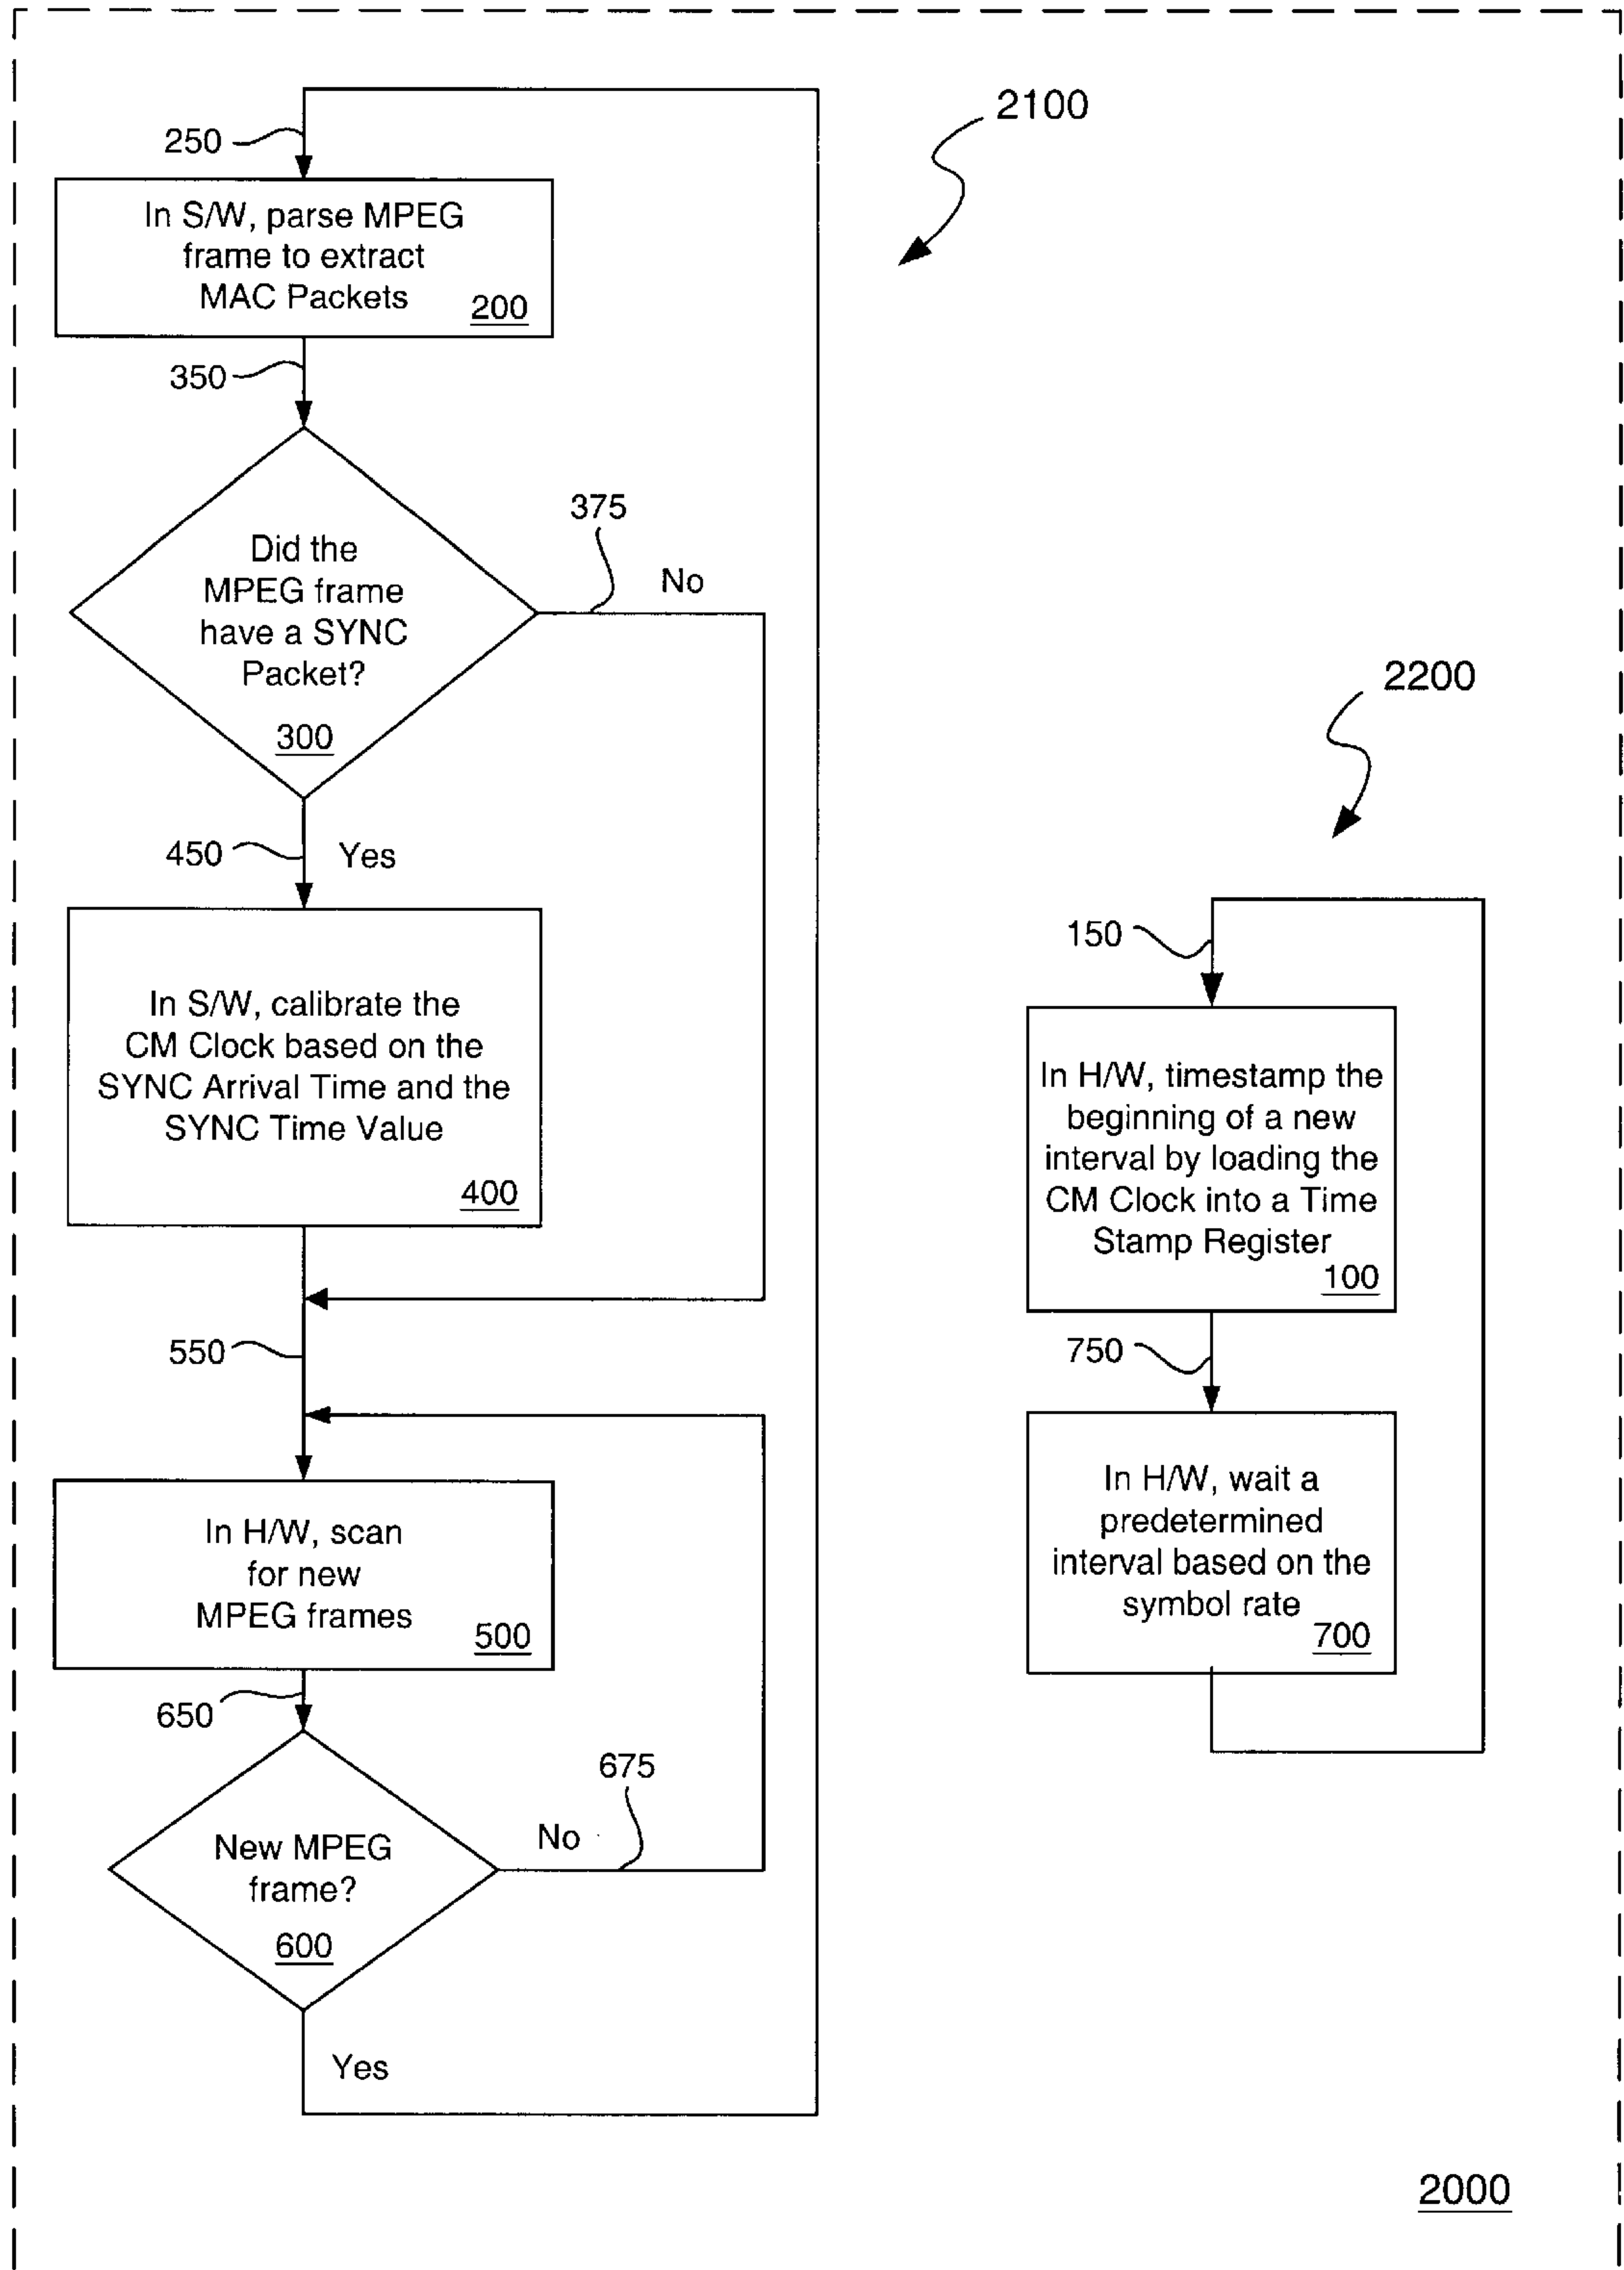 2100
250
In S/W, parse MPEG
frame to extract
MAC Packets
200
350
375
No
Did the
MPEG frame
have a SYNC
Packet?
300
450
Yes
In S/W, calibrate the
CM Clock based on the
SYNC Arrival Time and the
SYNC Time Value
400
550
In H/W, scan
for new
MPEG frames
500
650
675
No
New MPEG
frame?
600
Yes
2200
150
In H/W, timestamp the
beginning of a new
interval by loading the
CM Clock into a Time
Stamp Register
100
750
In H/W, wait a
predetermined
interval based on the
symbol rate
700
2000